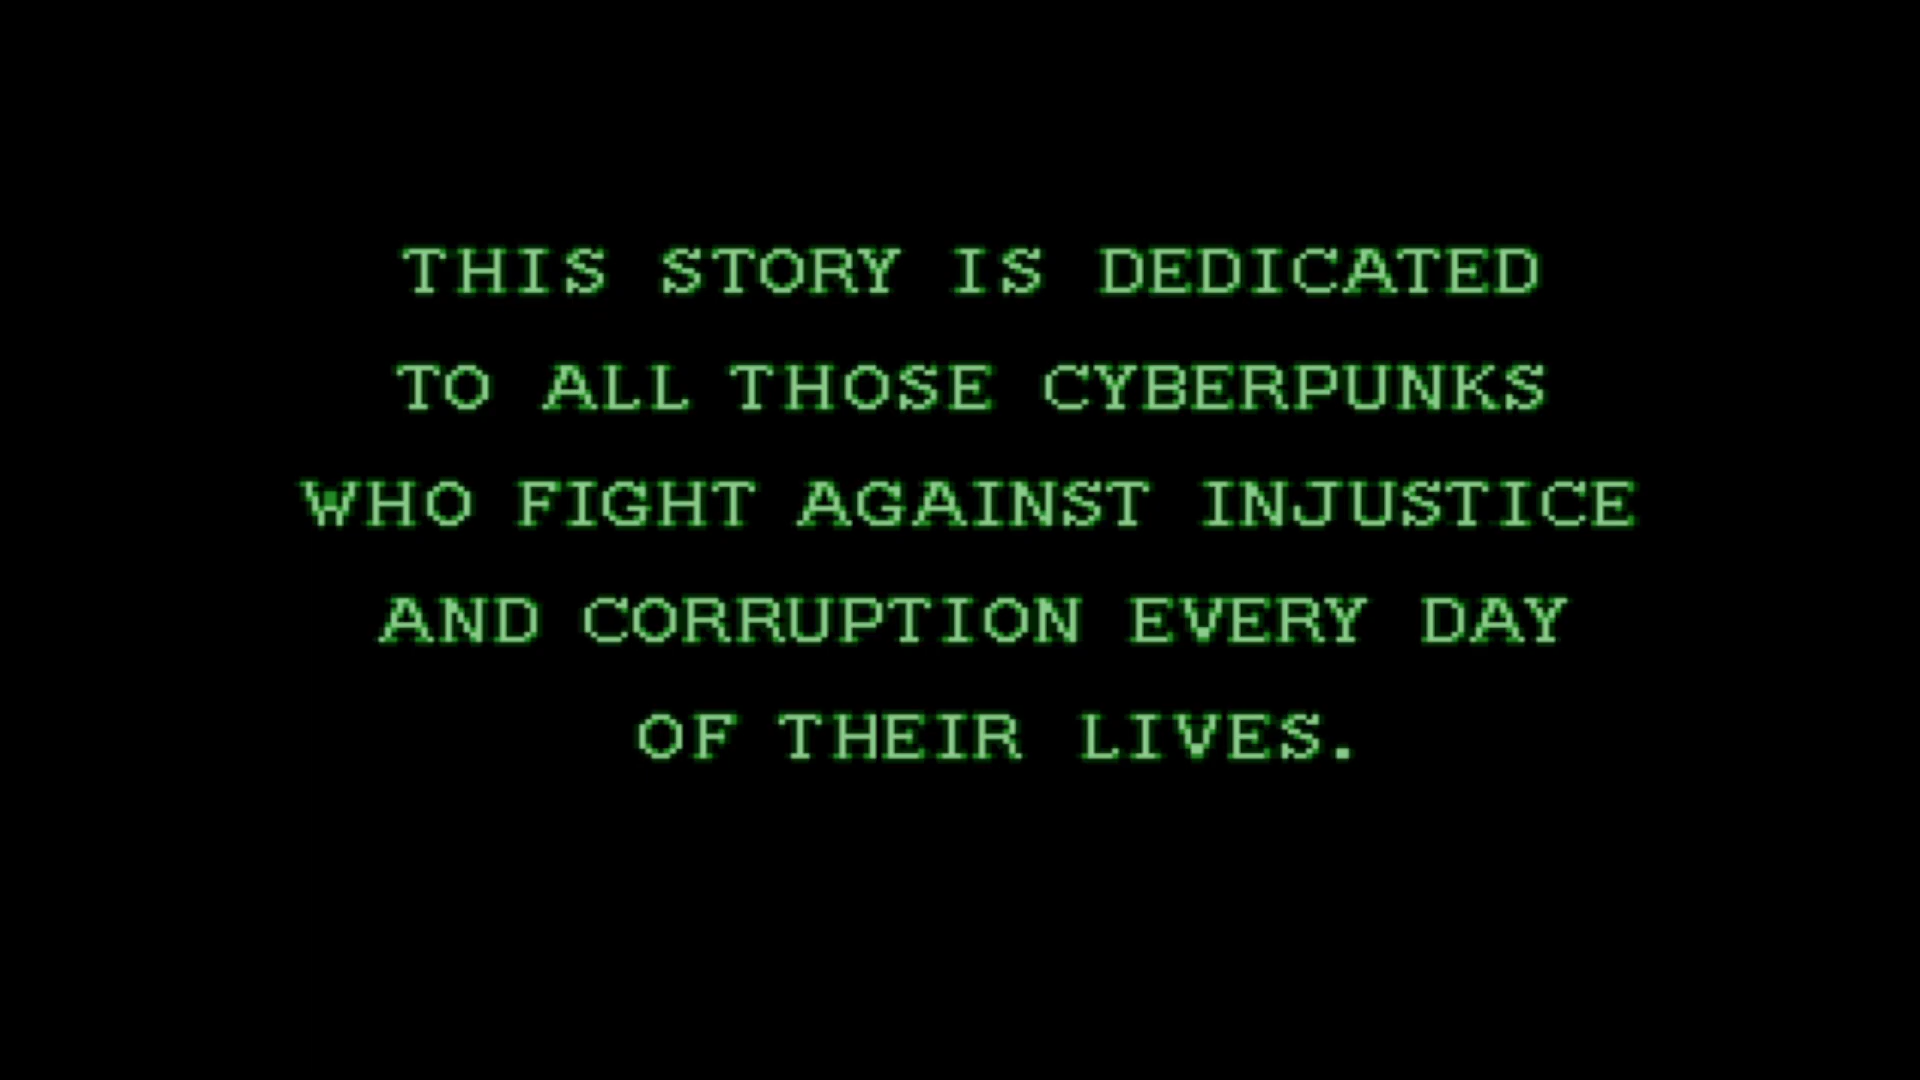 THIS STORY IS DEDICATED
TO ALL THOSE CYBERPUNKS
WHO FIGHT AGAINST INJUSTICE
AND CORRUPTION EVERY DAY
OF THEIR LIVES.